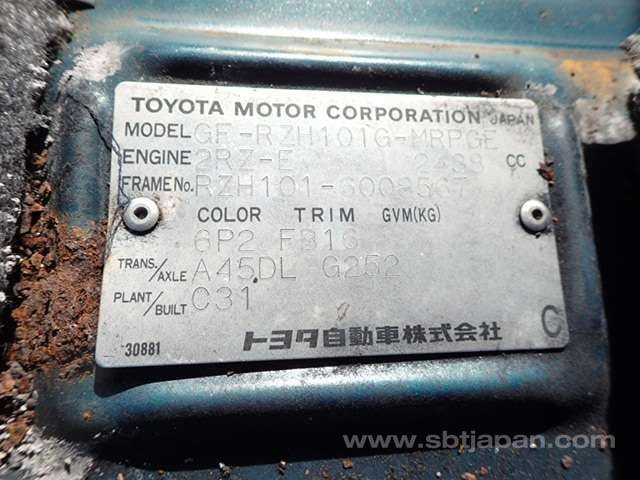 TOYOTA MOTOR CORPORATION JAPAN
MODEL GF-RZH101G-MRPGE
ENGINE 2RZ-E 2438 CC
FRAME No. RZH101-
COLOR TRIM GVM(KG)
6P2 FB16
TRANS./AXLE A45DL G252
PLANT/BUILT C31
30881 トヨタ自動車株式会社 C
www.sbtjapan.com